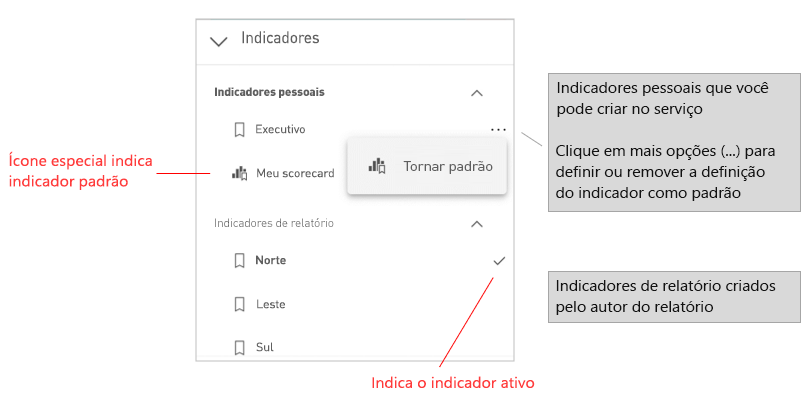 Indicadores
Indicadores pessoais
Executivo
...
Meu scorecard
Tornar padrão
Indicadores de relatório
Norte
Leste
Sul
Ícone especial indica
indicador padrão
Indicadores pessoais que você
pode criar no serviço
Clique em mais opções (...) para
definir ou remover a definição
do indicador como padrão
Indicadores de relatório criados
pelo autor do relatório
Indica o indicador ativo